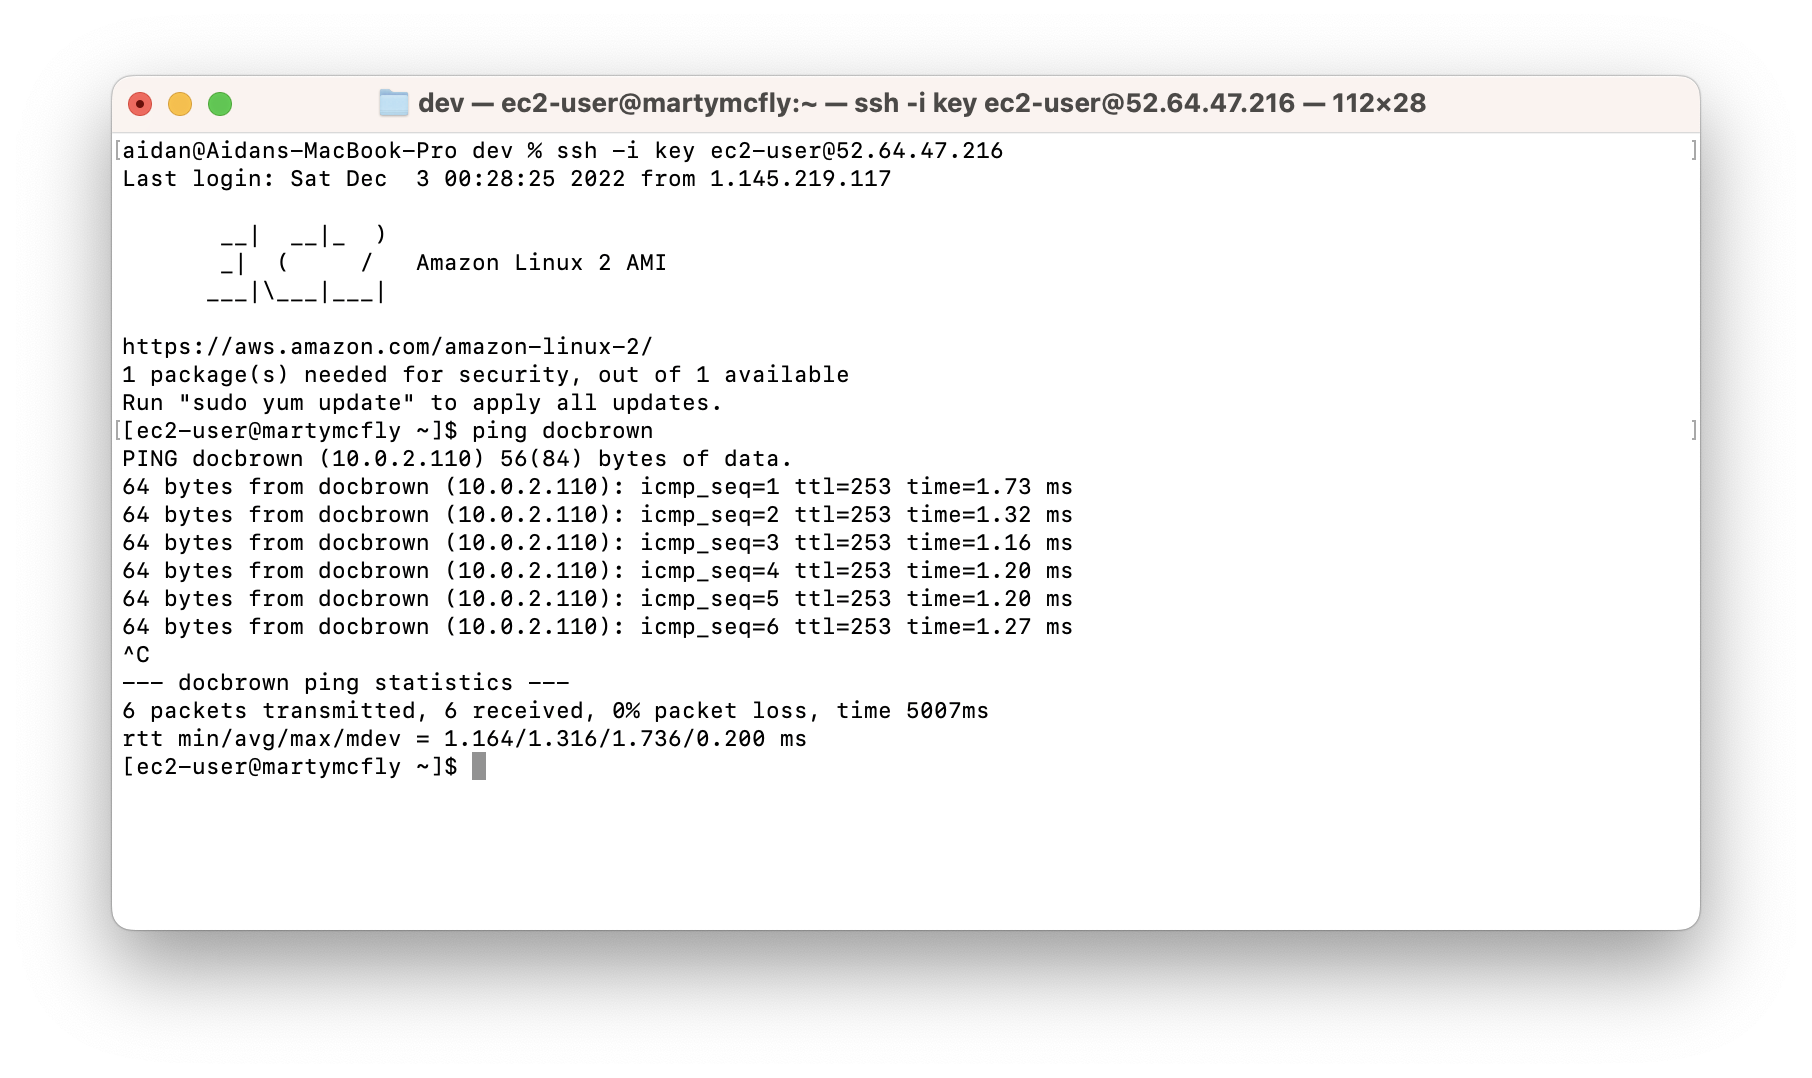 dev — ec2-user@martymcfly:~ — ssh -i key ec2-user@52.64.47.216 — 112×28
[aidan@Aidans-MacBook-Pro dev % ssh -i key ec2-user@52.64.47.216 ]
Last login: Sat Dec  3 00:28:25 2022 from 1.145.219.117
       __|  __|_  )
       _|  (     /   Amazon Linux 2 AMI
      ___|\___|___|
https://aws.amazon.com/amazon-linux-2/
1 package(s) needed for security, out of 1 available
Run "sudo yum update" to apply all updates.
[[ec2-user@martymcfly ~]$ ping docbrown ]
PING docbrown (10.0.2.110) 56(84) bytes of data.
64 bytes from docbrown (10.0.2.110): icmp_seq=1 ttl=253 time=1.73 ms
64 bytes from docbrown (10.0.2.110): icmp_seq=2 ttl=253 time=1.32 ms
64 bytes from docbrown (10.0.2.110): icmp_seq=3 ttl=253 time=1.16 ms
64 bytes from docbrown (10.0.2.110): icmp_seq=4 ttl=253 time=1.20 ms
64 bytes from docbrown (10.0.2.110): icmp_seq=5 ttl=253 time=1.20 ms
64 bytes from docbrown (10.0.2.110): icmp_seq=6 ttl=253 time=1.27 ms
^C
--- docbrown ping statistics ---
6 packets transmitted, 6 received, 0% packet loss, time 5007ms
rtt min/avg/max/mdev = 1.164/1.316/1.736/0.200 ms
[ec2-user@martymcfly ~]$